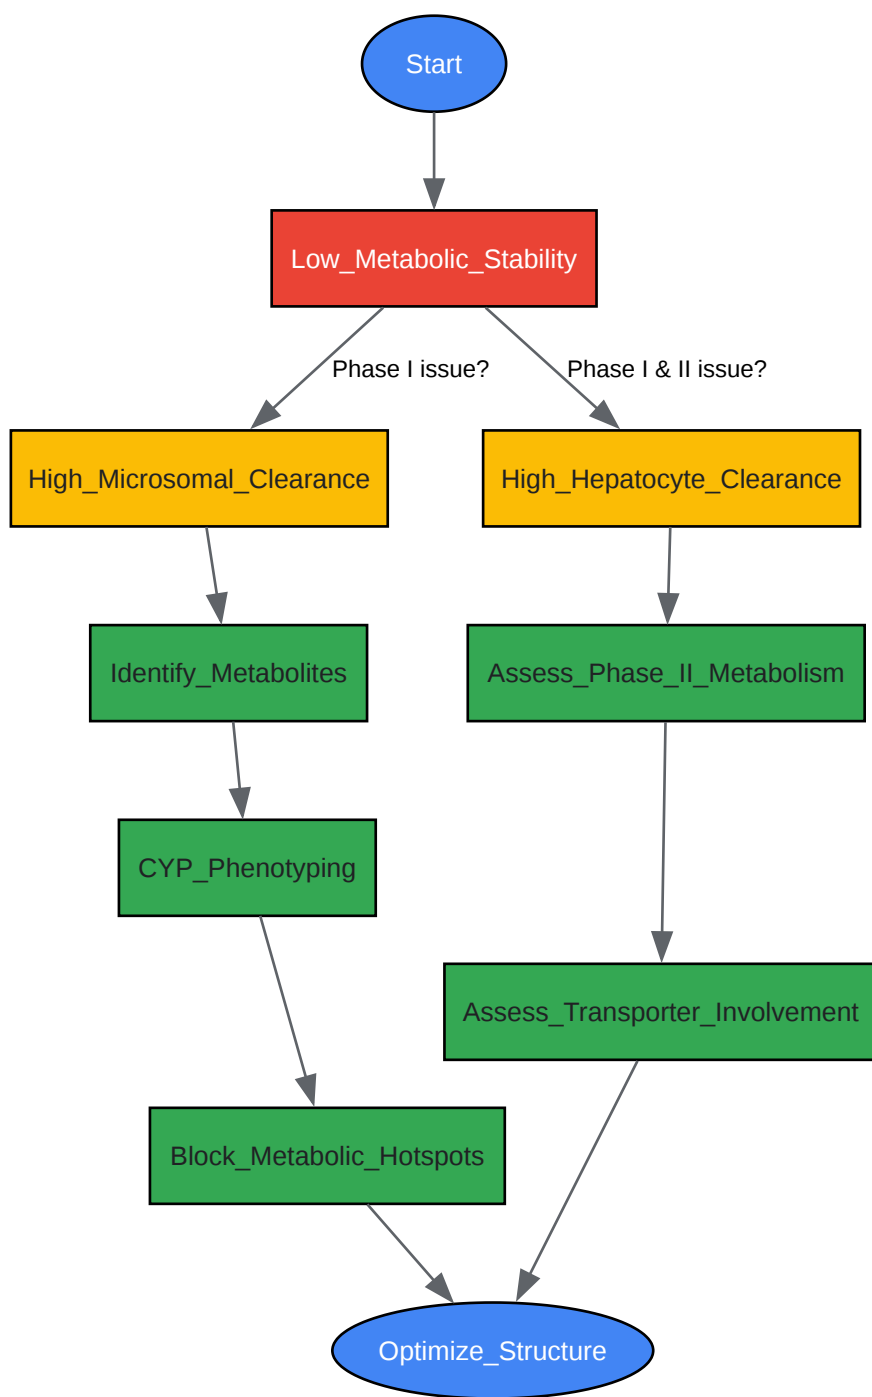 Start
Low_Metabolic_Stability
Phase I issue?
Phase I & II issue?
High_Microsomal_Clearance
High_Hepatocyte_Clearance
Identify_Metabolites
Assess_Phase_II_Metabolism
CYP_Phenotyping
Assess_Transporter_Involvement
Block_Metabolic_Hotspots
Optimize_Structure